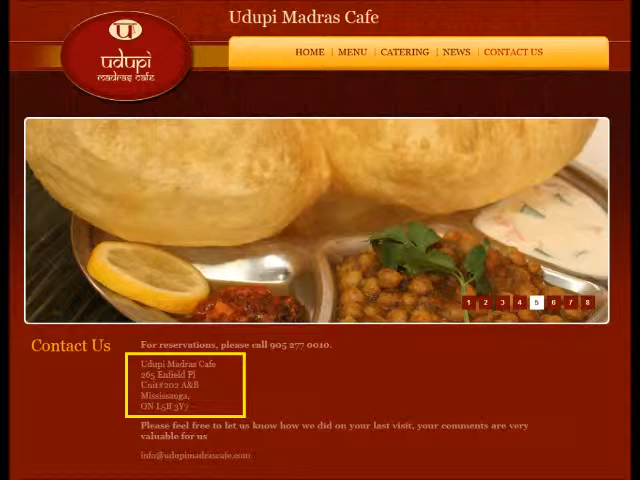 Udupi Madras Cafe
U
udupi
madras cafe
HOME | MENU | CATERING | NEWS | CONTACT US
1 2 3 4 5 6 7 8
Contact Us
For reservations, please call 905 277 0010.
Udupi Madras Cafe
265 Enfield Pl
Unit#202 A&B
Missisanga,
ON L5B 3Y7
Please feel free to let us know how we did on your last visit, your comments are very
valuable for us
info@udupimadrascafe.com